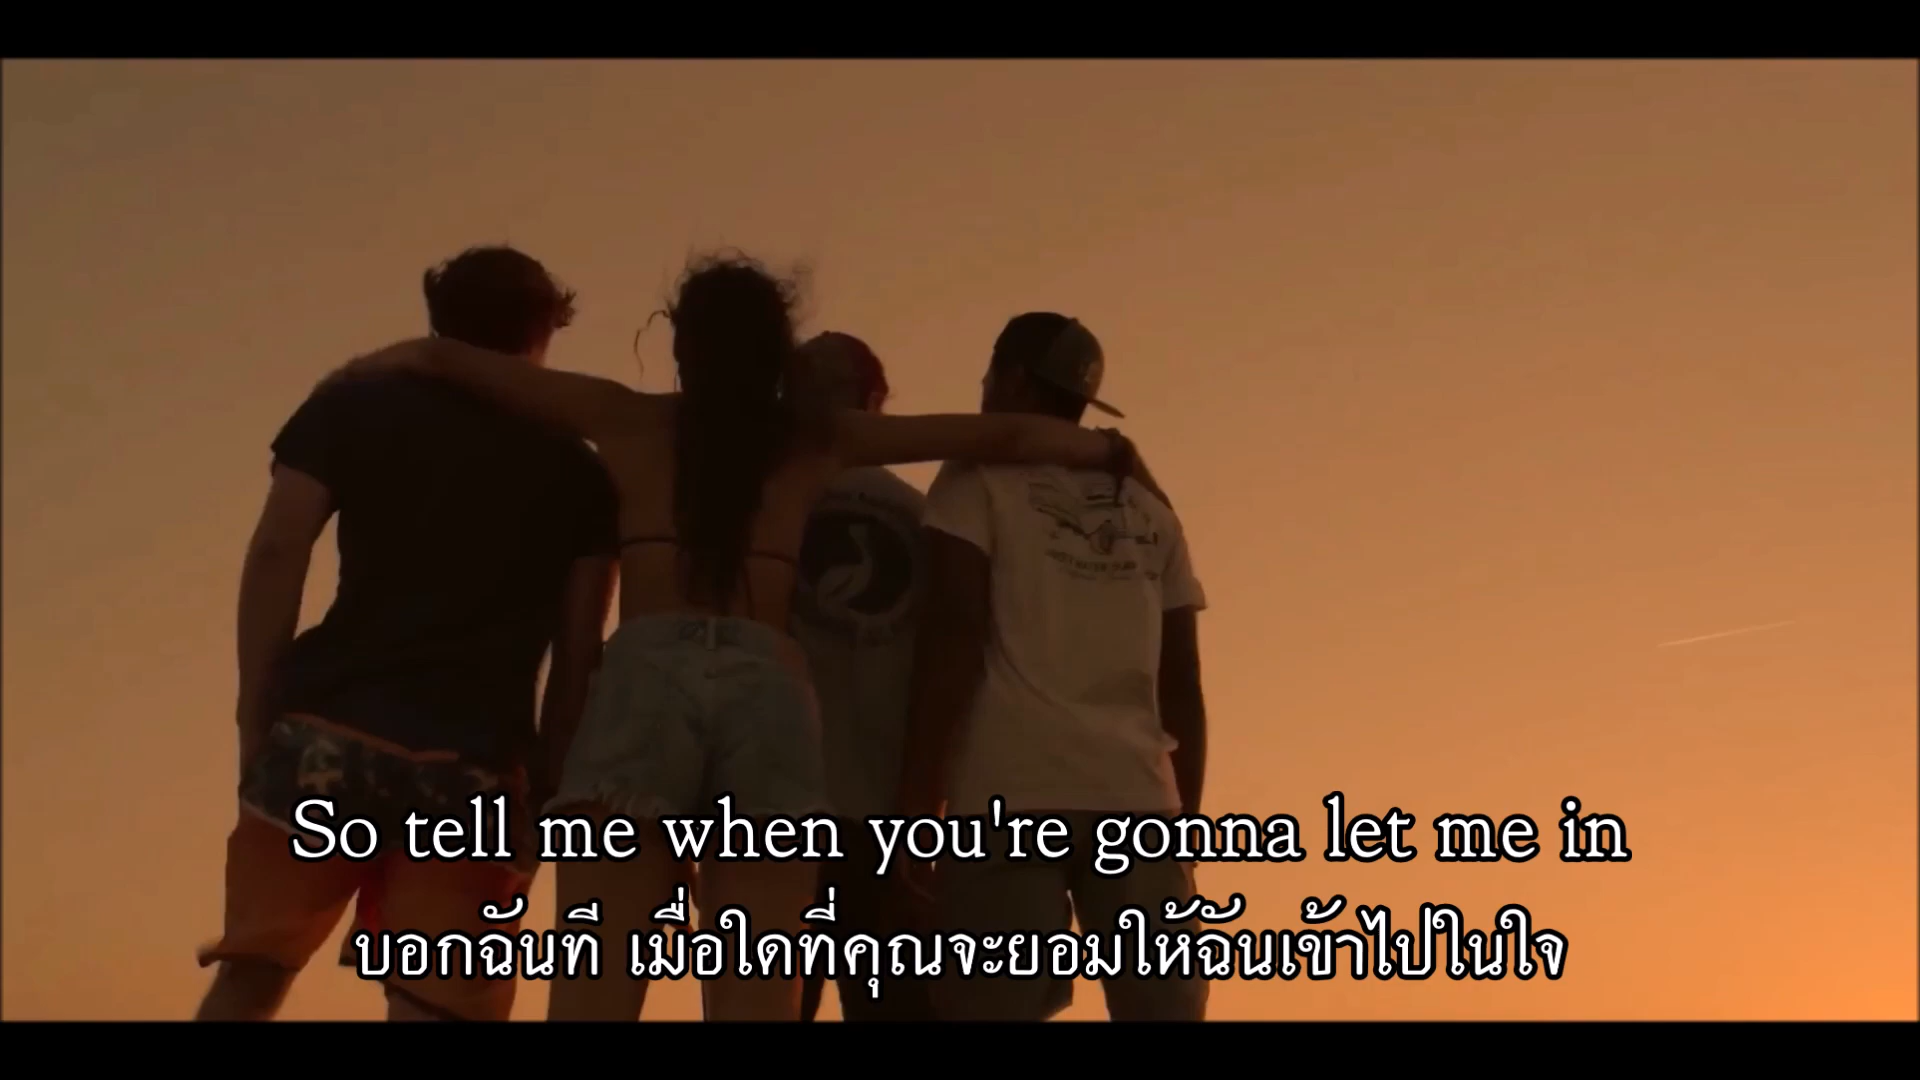 So tell me when you're gonna let me in
บอกฉันที เมื่อใดที่คุณจะยอมให้ฉันเข้าไปในใจ